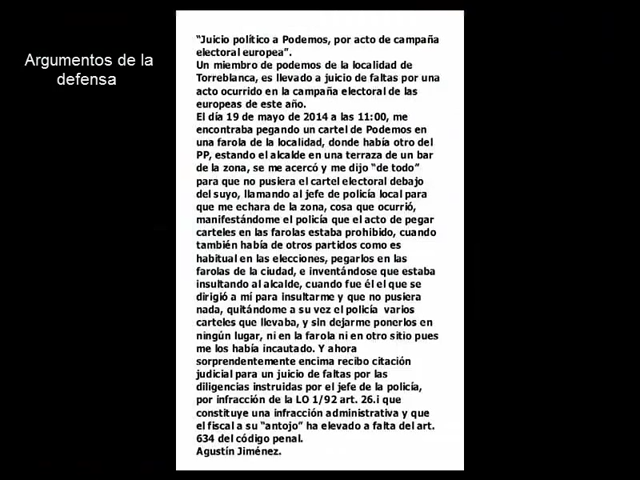 Argumentos de la
defensa
“Juicio político a Podemos, por acto de campaña
electoral europea”.
Un miembro de podemos de la localidad de
Torreblanca, es llevado a juicio de faltas por una
acto ocurrido en la campaña electoral de las
europeas de este año.
El día 19 de mayo de 2014 a las 11:00, me
encontraba pegando un cartel de Podemos en
una farola de la localidad, donde había otro del
PP, estando el alcalde en una terraza de un bar
de la zona, se me acercó y me dijo “de todo”
para que no pusiera el cartel electoral debajo
del suyo, llamando al jefe de policía local para
que me echara de la zona, cosa que ocurrió,
manifestándome el policía que el acto de pegar
carteles en las farolas estaba prohibido, cuando
también había de otros partidos como es
habitual en las elecciones, pegarlos en las
farolas de la ciudad, e inventándose que estaba
insultando al alcalde, cuando fue él el que se
dirigió a mí para insultarme y que no pusiera
nada, quitándome a su vez el policía varios
carteles que llevaba, y sin dejarme ponerlos en
ningún lugar, ni en la farola ni en otro sitio pues
me los había incautado. Y ahora
sorprendentemente encima recibo citación
judicial para un juicio de faltas por las
diligencias instruidas por el jefe de la policía,
por infracción de la LO 1/92 art. 26.i que
constituye una infracción administrativa y que
el fiscal a su “antojo” ha elevado a falta del art.
634 del código penal.
Agustín Jiménez.